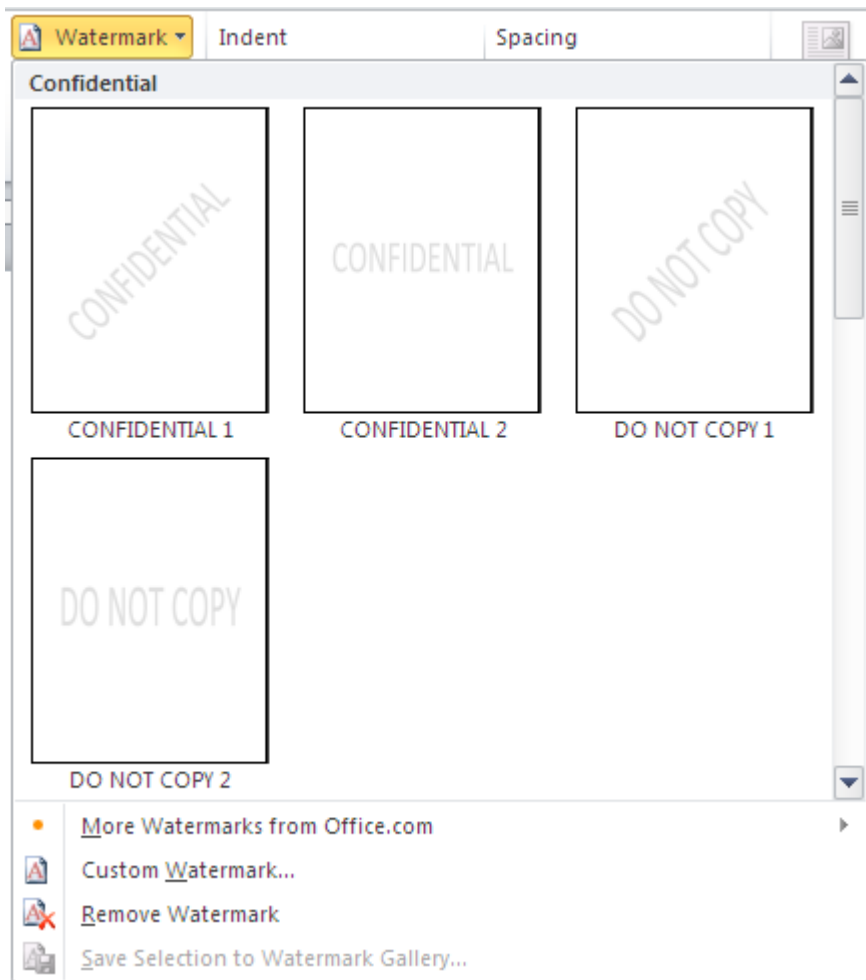 Watermark Indent Spacing
Confidential
CONFIDENTIAL CONFIDENTIAL DO NOT COPY
CONFIDENTIAL 1 CONFIDENTIAL 2 DO NOT COPY 1
DO NOT COPY
DO NOT COPY 2
More Watermarks from Office.com
Custom Watermark...
Remove Watermark
Save Selection to Watermark Gallery...